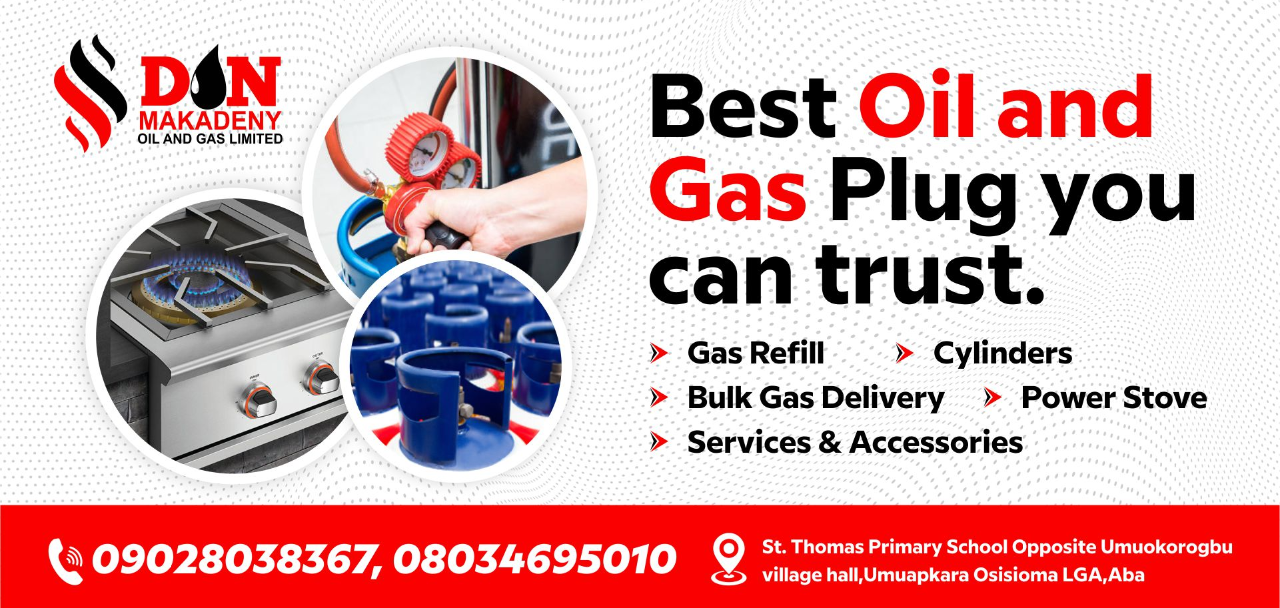 DON
MAKADENY
OIL AND GAS LIMITED
Best Oil and
Gas Plug you
can trust.
Gas Refill
Cylinders
Bulk Gas Delivery
Power Stove
Services & Accessories
09028038367, 08034695010
St. Thomas Primary School Opposite Umuokorogbu
village hall,Umuapkara Osisioma LGA,Aba